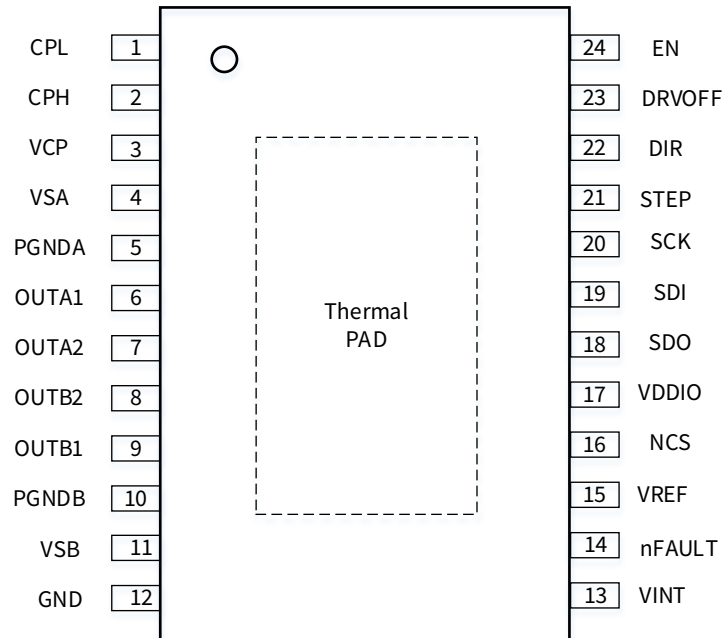 CPL 1 24 EN
CPH 2 23 DRVOFF
VCP 3 22 DIR
VSA 4 21 STEP
PGNDA 5 20 SCK
OUTA1 6 19 SDI
Thermal
PAD
OUTA2 7 18 SDO
OUTB2 8 17 VDDIO
OUTB1 9 16 NCS
PGNDB 10 15 VREF
VSB 11 14 nFAULT
GND 12 13 VINT